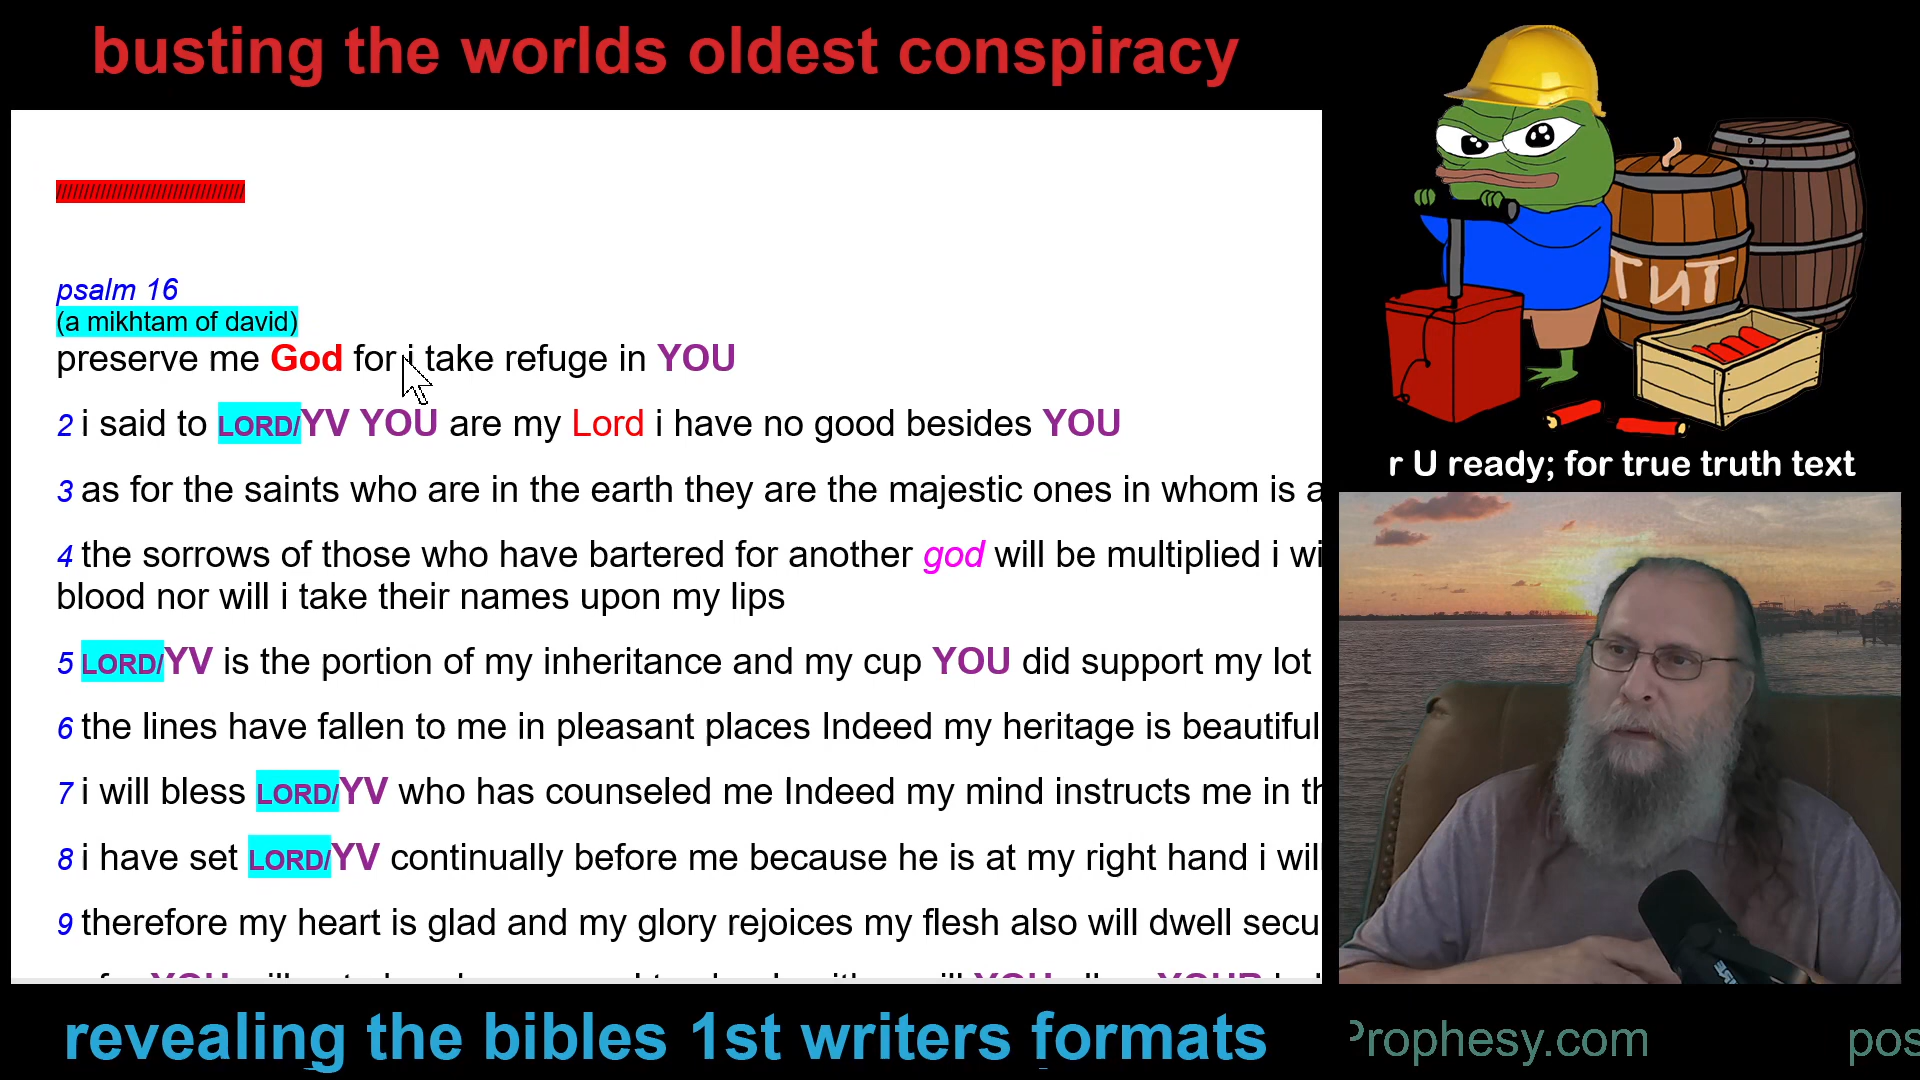 busting the worlds oldest conspiracy
//////////////////////////////////
psalm 16
(a mikhtam of david)
preserve me God for i take refuge in YOU
2 i said to LORD/YV YOU are my Lord i have no good besides YOU
3 as for the saints who are in the earth they are the majestic ones in whom is a
4 the sorrows of those who have bartered for another god will be multiplied i wi
blood nor will i take their names upon my lips
5 LORD/YV is the portion of my inheritance and my cup YOU did support my lot
6 the lines have fallen to me in pleasant places Indeed my heritage is beautiful
7 i will bless LORD/YV who has counseled me Indeed my mind instructs me in th
8 i have set LORD/YV continually before me because he is at my right hand i wil
9 therefore my heart is glad and my glory rejoices my flesh also will dwell secu
revealing the bibles 1st writers formats
TNT
r U ready; for true truth text
Prophesy.com pos